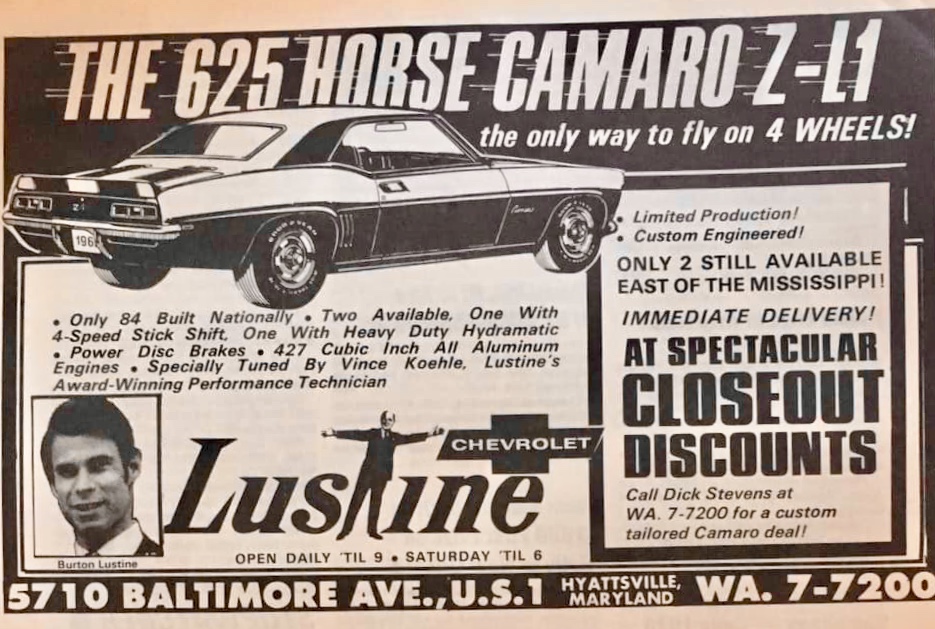 THE 625 HORSE CAMARO Z-L1
the only way to fly on 4 WHEELS!
196
Camaro
• Limited Production!
• Custom Engineered!
ONLY 2 STILL AVAILABLE
EAST OF THE MISSISSIPPI!
IMMEDIATE DELIVERY!
AT SPECTACULAR
CLOSEOUT
DISCOUNTS
Call Dick Stevens at
WA. 7-7200 for a custom
tailored Camaro deal!
• Only 84 Built Nationally • Two Available, One With
4-Speed Stick Shift, One With Heavy Duty Hydramatic
• Power Disc Brakes • 427 Cubic Inch All Aluminum
Engines • Specially Tuned By Vince Koehle, Lustine's
Award-Winning Performance Technician
Burton Lustine
Lustine
CHEVROLET
OPEN DAILY 'TIL 9 • SATURDAY 'TIL 6
5710 BALTIMORE AVE., U.S.1 HYATTSVILLE, MARYLAND WA. 7-7200